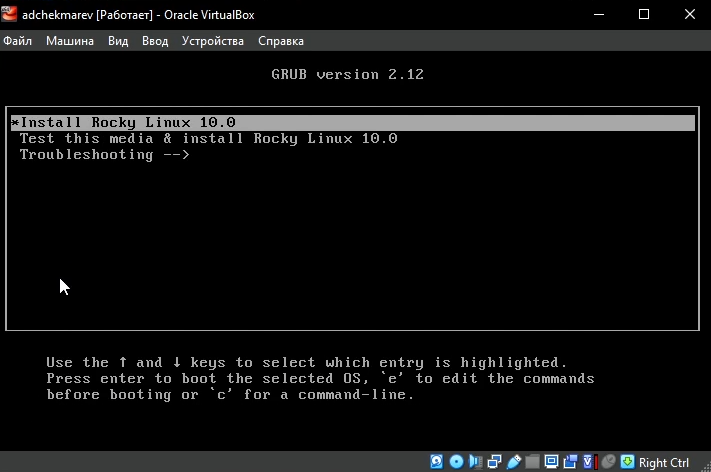 adchekmarev [Работает] - Oracle VirtualBox
Файл Машина Вид Ввод Устройства Справка
GRUB version 2.12
*Install Rocky Linux 10.0
Test this media & install Rocky Linux 10.0
Troubleshooting -->
Use the ↑ and ↓ keys to select which entry is highlighted.
Press enter to boot the selected OS, `e' to edit the commands
before booting or `c' for a command-line.
Right Ctrl